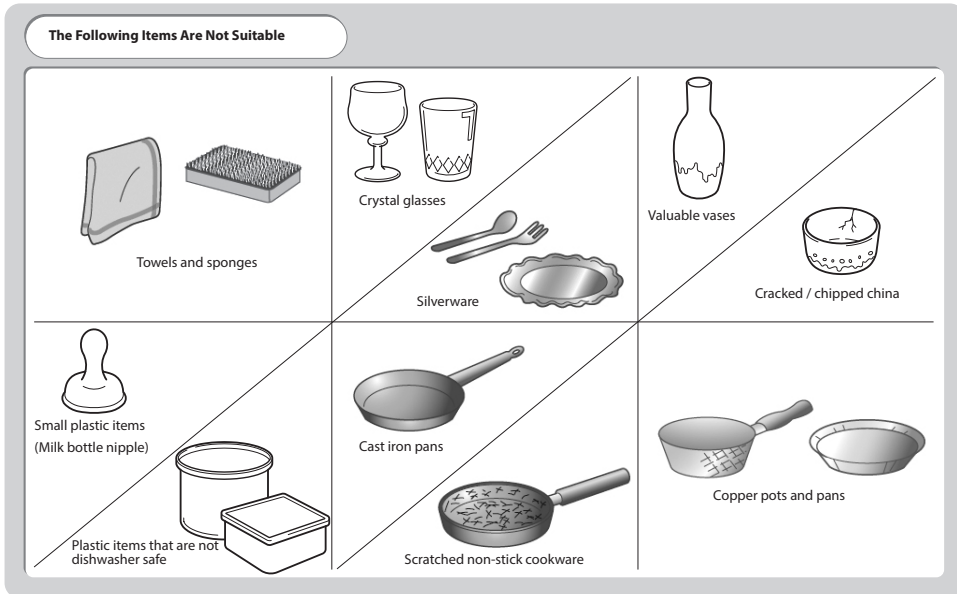 The Following Items Are Not Suitable
Towels and sponges
Crystal glasses
Silverware
Valuable vases
Cracked / chipped china
Small plastic items
(Milk bottle nipple)
Plastic items that are not
dishwasher safe
Cast iron pans
Scratched non-stick cookware
Copper pots and pans